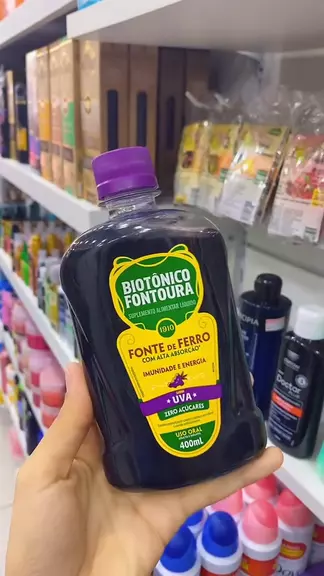 BIOTÔNICO
FONTOURA
SUPLEMENTO ALIMENTAR LÍQUIDO
1910
FONTE DE FERRO
COM ALTA ABSORÇÃO
IMUNIDADE E ENERGIA
UVA
ZERO AÇÚCARES
USO ORAL
400mL
Doctar